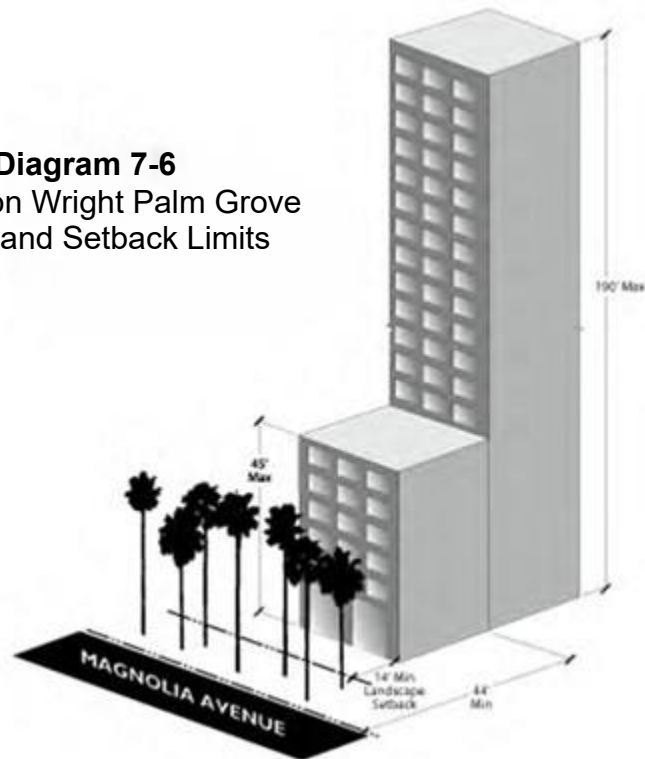 Diagram 7-6
on Wright Palm Grove
and Setback Limits
190' Max
45'
Max
14' Min
Landscape
Setback
44'
Min
MAGNOLIA AVENUE